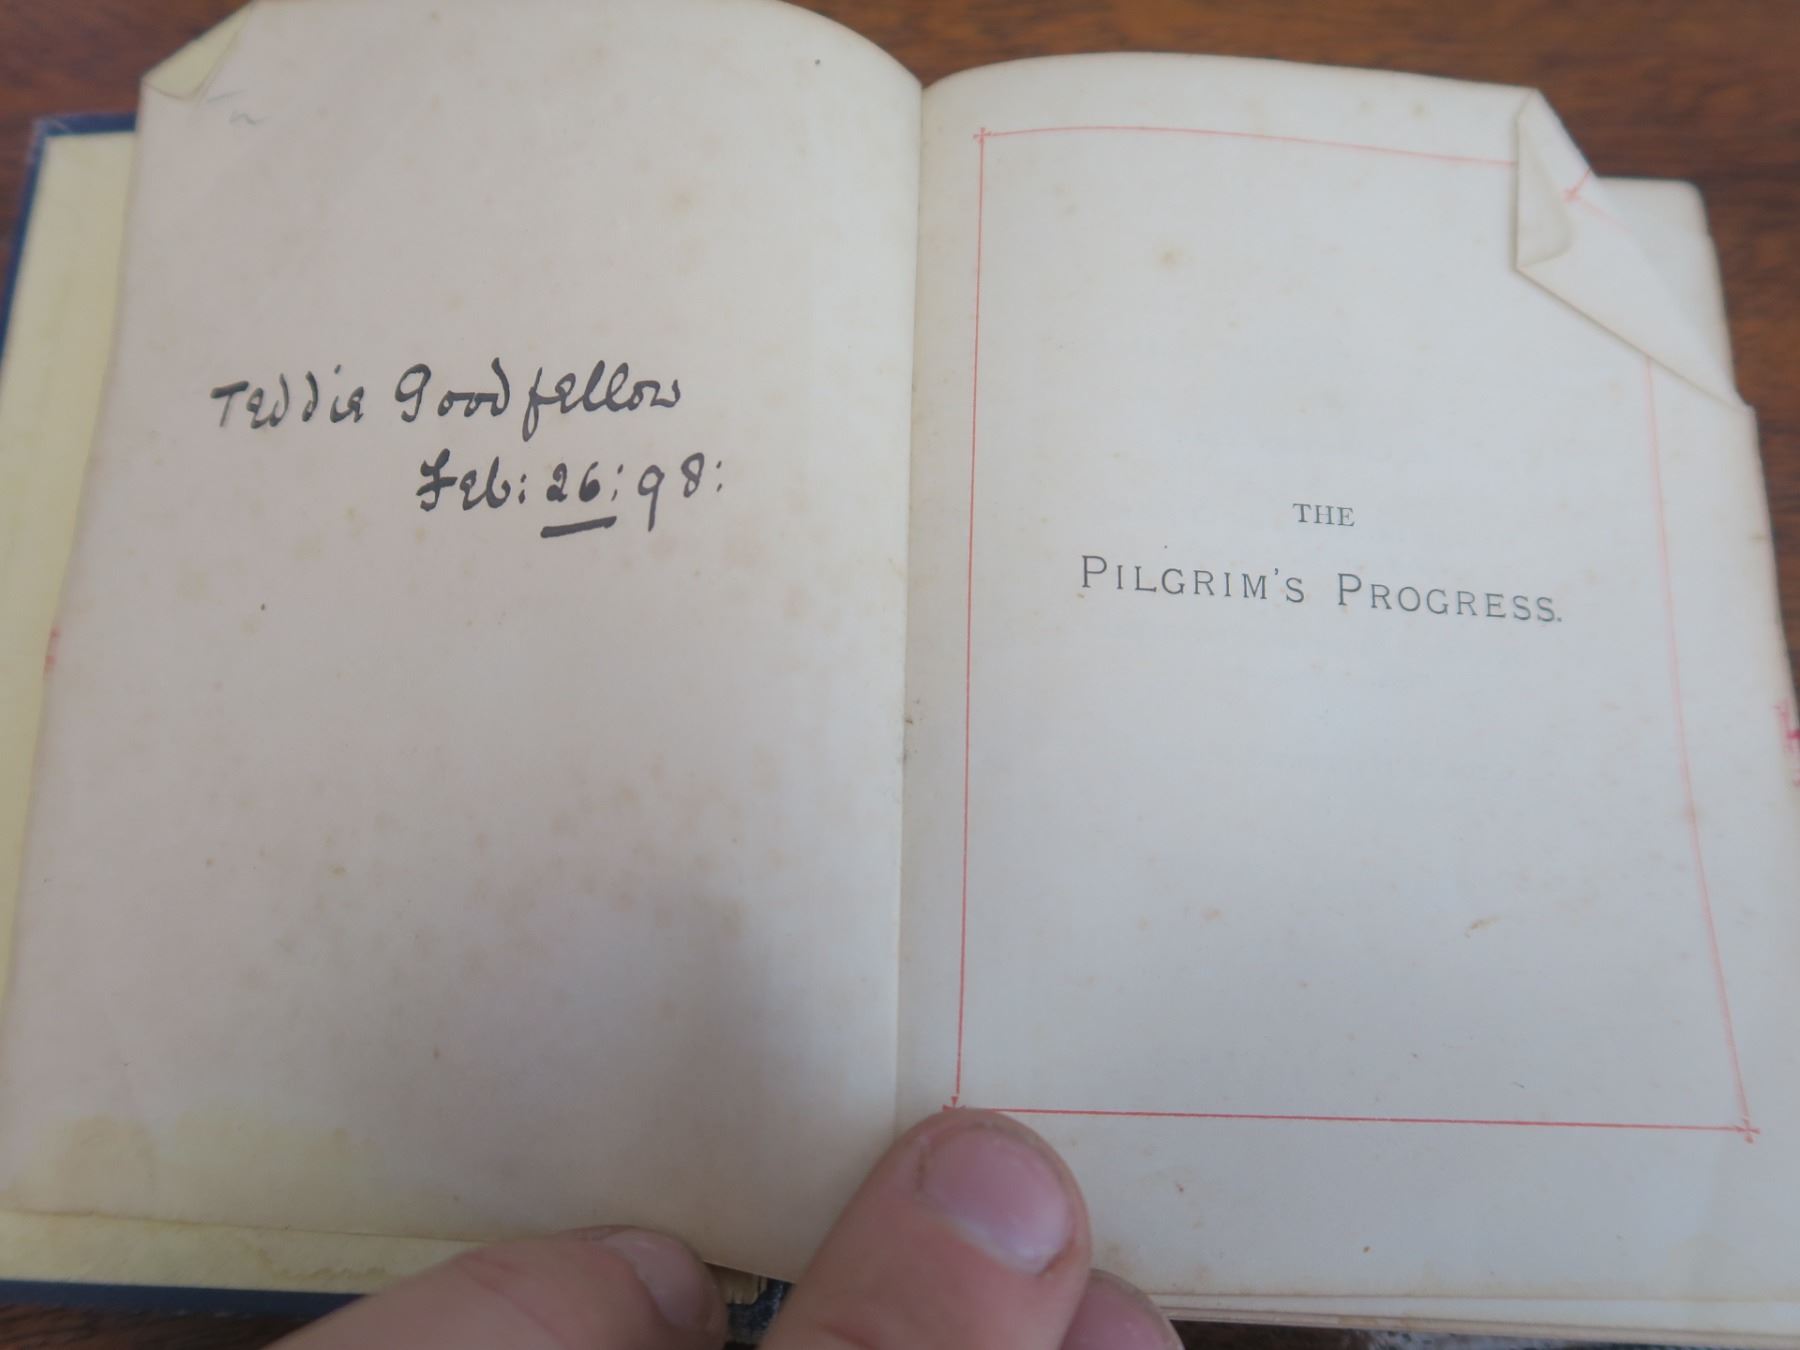 Teddie Goodfellow
Feb: 26: 98:
THE
PILGRIM'S PROGRESS.